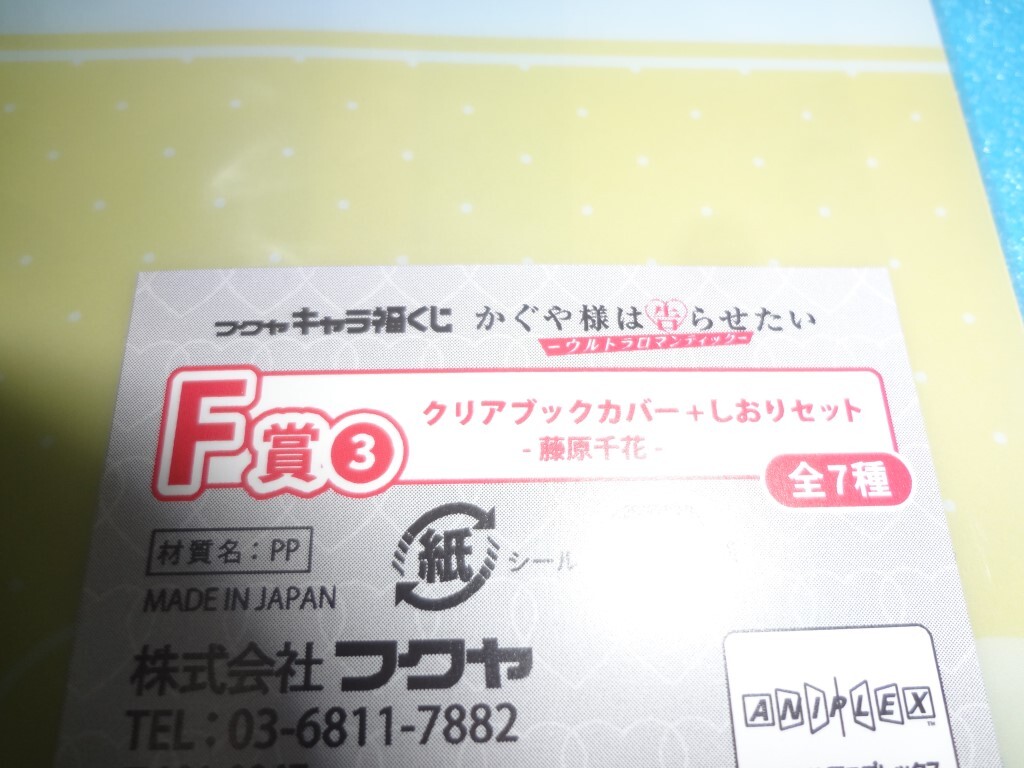 フクヤ キャラ福くじ かぐや様は告らせたい
ーウルトラロマンティックー
F賞 3
クリアブックカバー+しおりセット
- 藤原千花 -
全7種
材質名:PP
紙
シール
MADE IN JAPAN
株式会社 フクヤ
TEL:03-6811-7882
ANIPLEX™